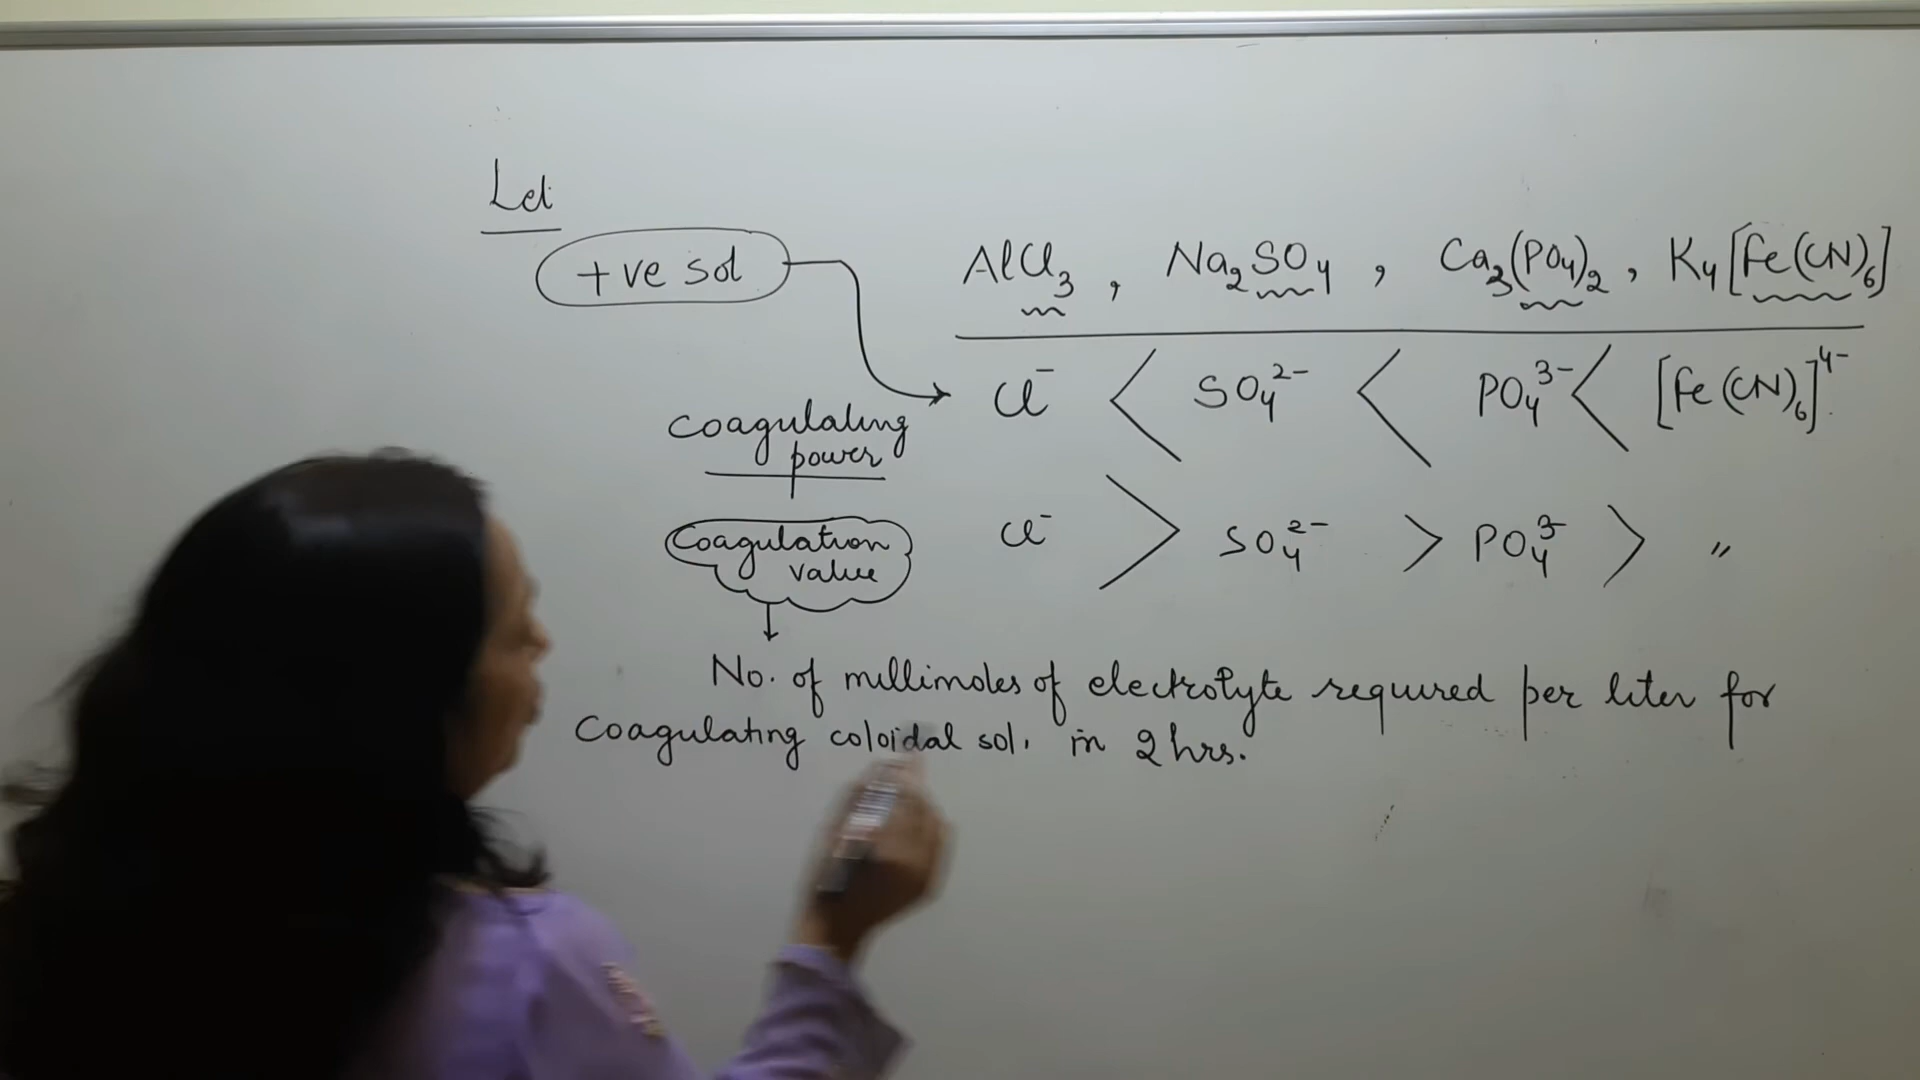 Let
+ve sol
AlCl₃ , Na₂SO₄ , Ca₃(PO₄)₂ , K₄[Fe(CN)₆]
Cl⁻ < SO₄²⁻ < PO₄³⁻ < [Fe(CN)₆]⁴⁻
Coagulating
power
Cl⁻ > SO₄²⁻ > PO₄³⁻ > "
Coagulation
value
No. of millimoles of electrolyte required per liter for
Coagulating coloidal sol. in 2 hrs.